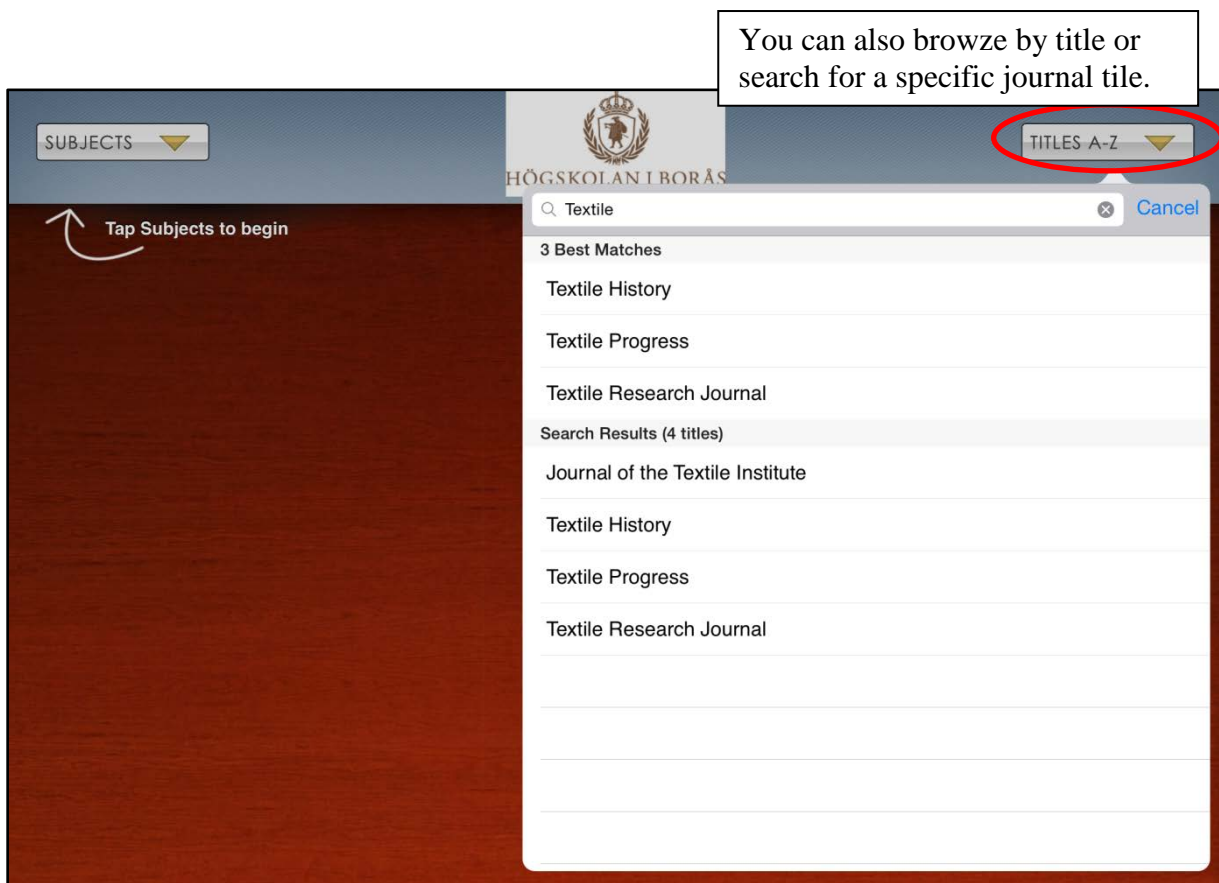 You can also browze by title or
search for a specific journal tile.
SUBJECTS
TITLES A-Z
HÖGSKOLAN I BORÅS
Tap Subjects to begin
Textile
Cancel
3 Best Matches
Textile History
Textile Progress
Textile Research Journal
Search Results (4 titles)
Journal of the Textile Institute
Textile History
Textile Progress
Textile Research Journal